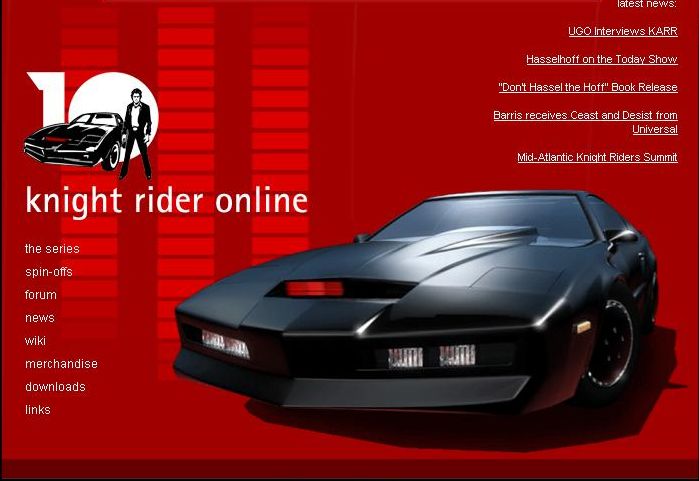 latest news:
UGO Interviews KARR
Hasselhoff on the Today Show
"Don't Hassel the Hoff" Book Release
Barris receives Ceast and Desist from
Universal
Mid-Atlantic Knight Riders Summit
10
knight rider online
the series
spin-offs
forum
news
wiki
merchandise
downloads
links